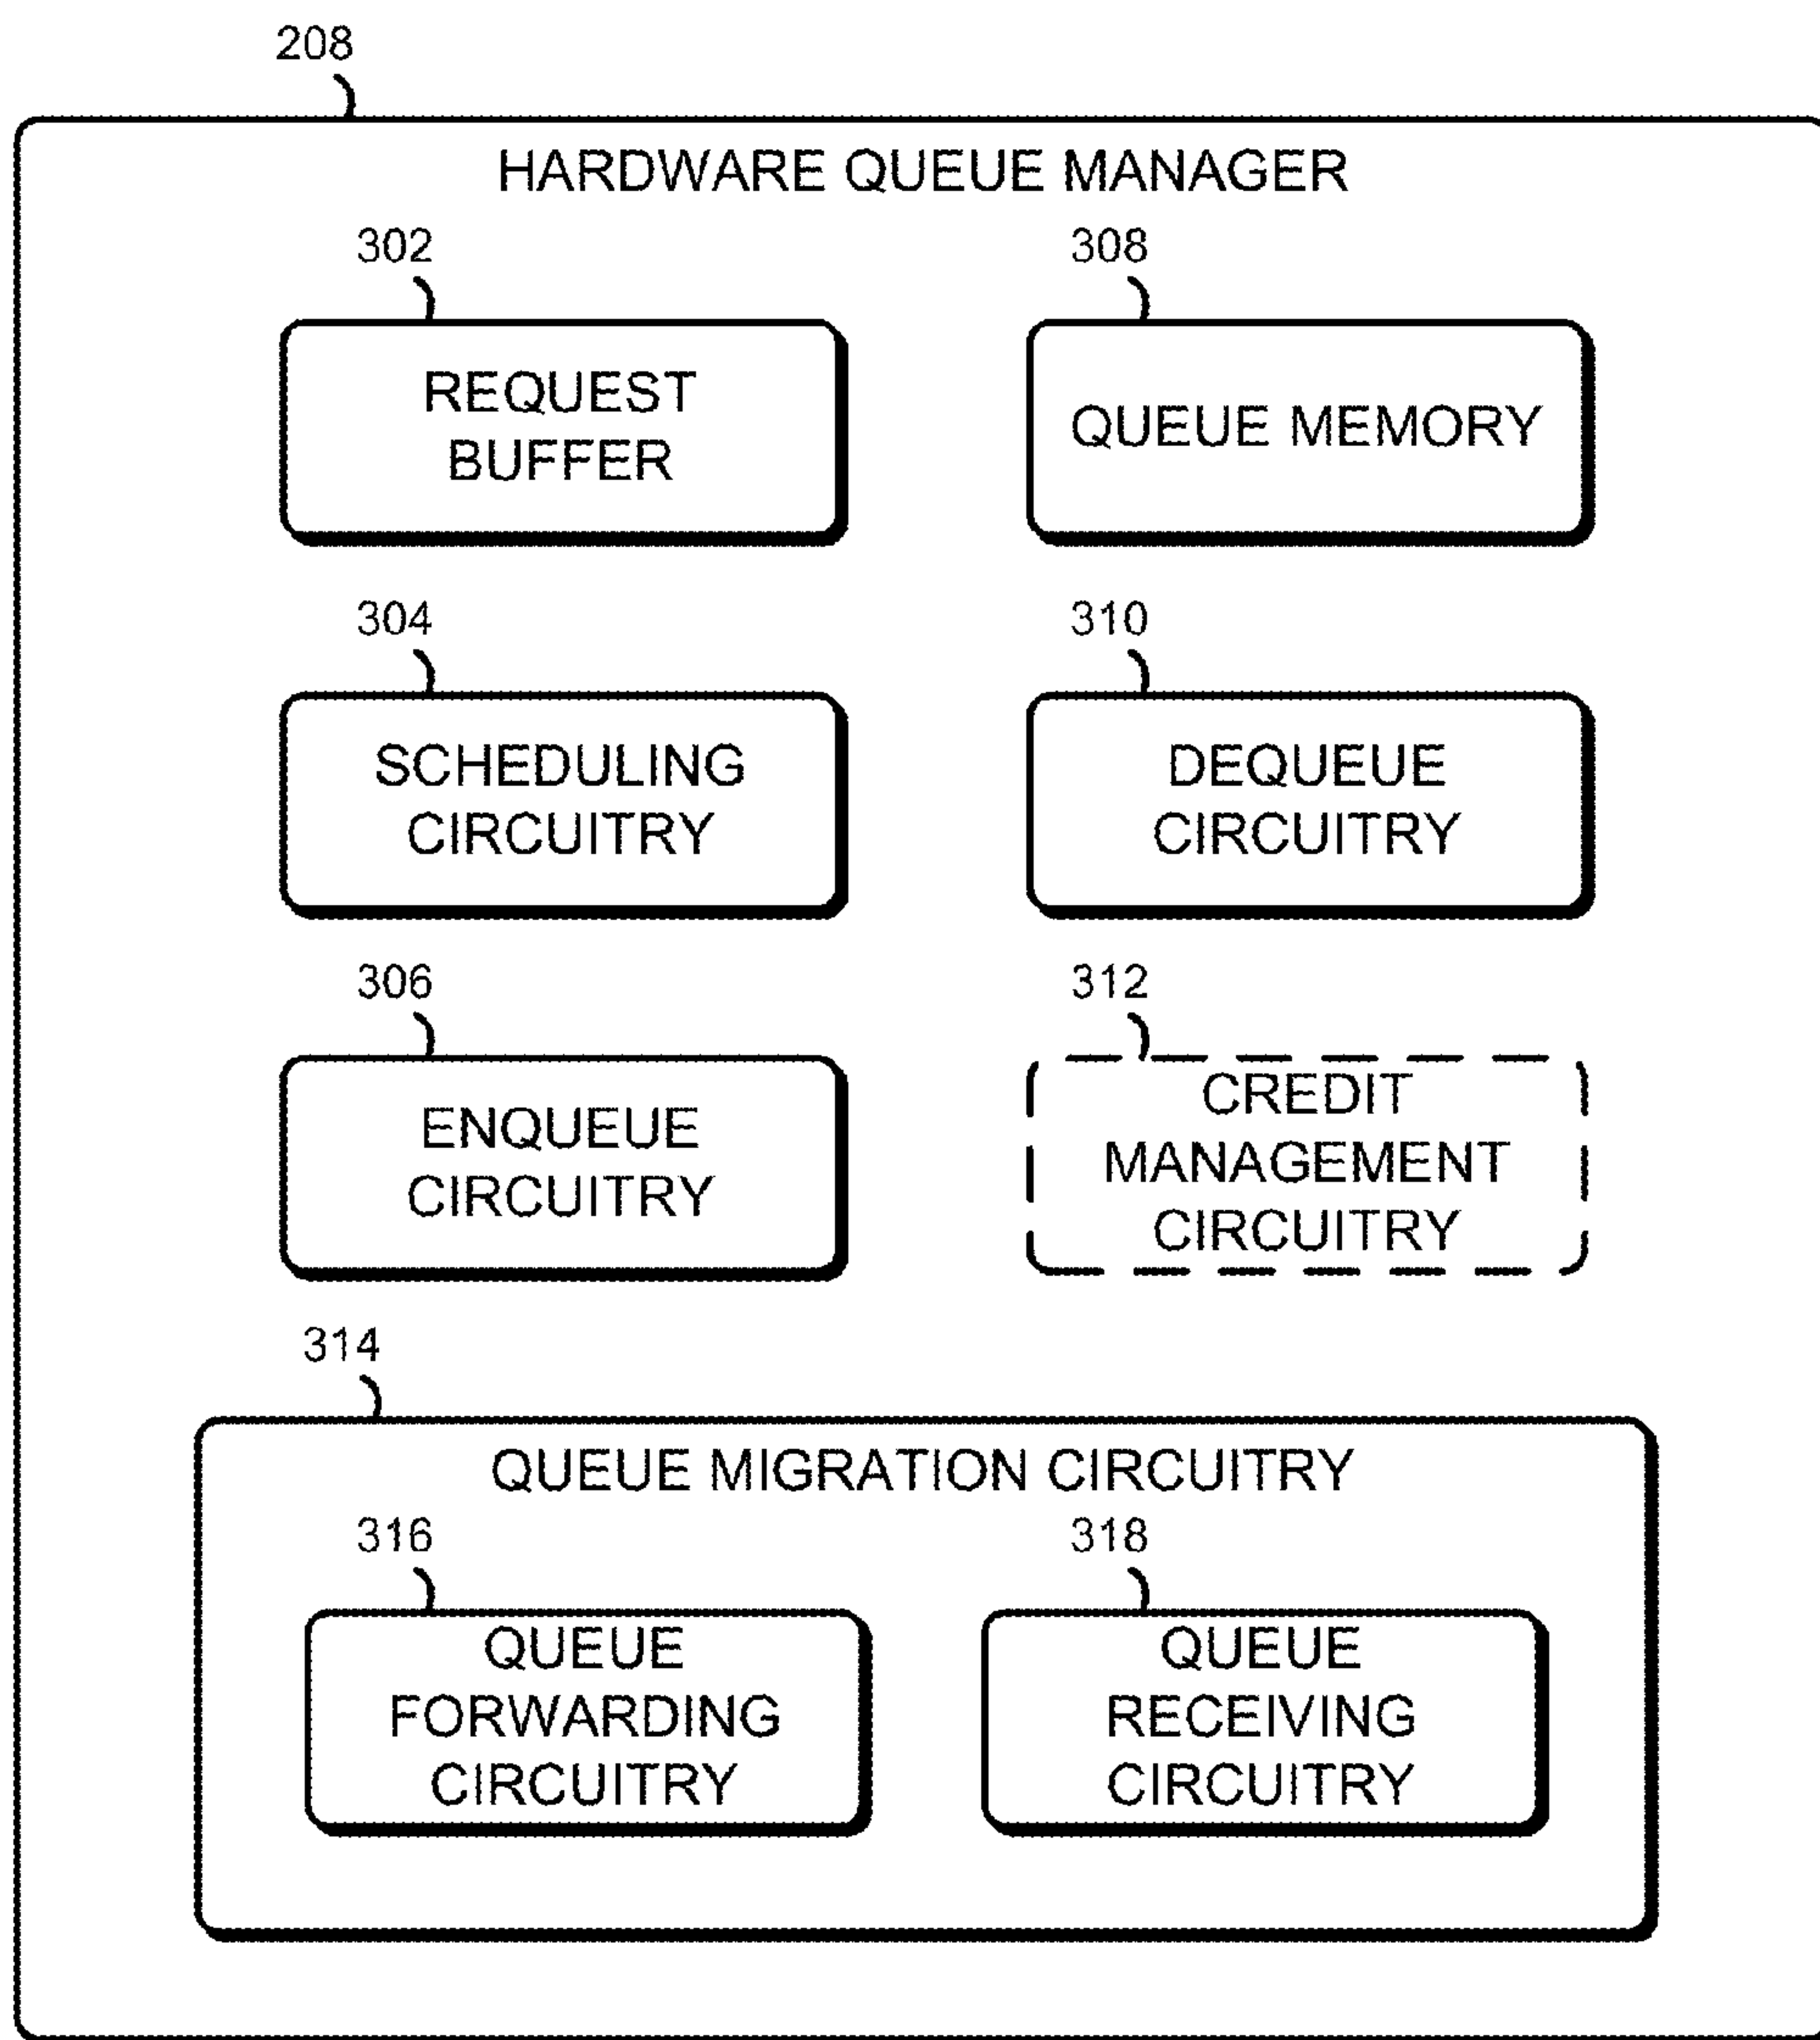 208
HARDWARE QUEUE MANAGER
302
REQUEST
BUFFER
308
QUEUE MEMORY
304
SCHEDULING
CIRCUITRY
310
DEQUEUE
CIRCUITRY
306
ENQUEUE
CIRCUITRY
312
CREDIT
MANAGEMENT
CIRCUITRY
314
QUEUE MIGRATION CIRCUITRY
316
QUEUE
FORWARDING
CIRCUITRY
318
QUEUE
RECEIVING
CIRCUITRY